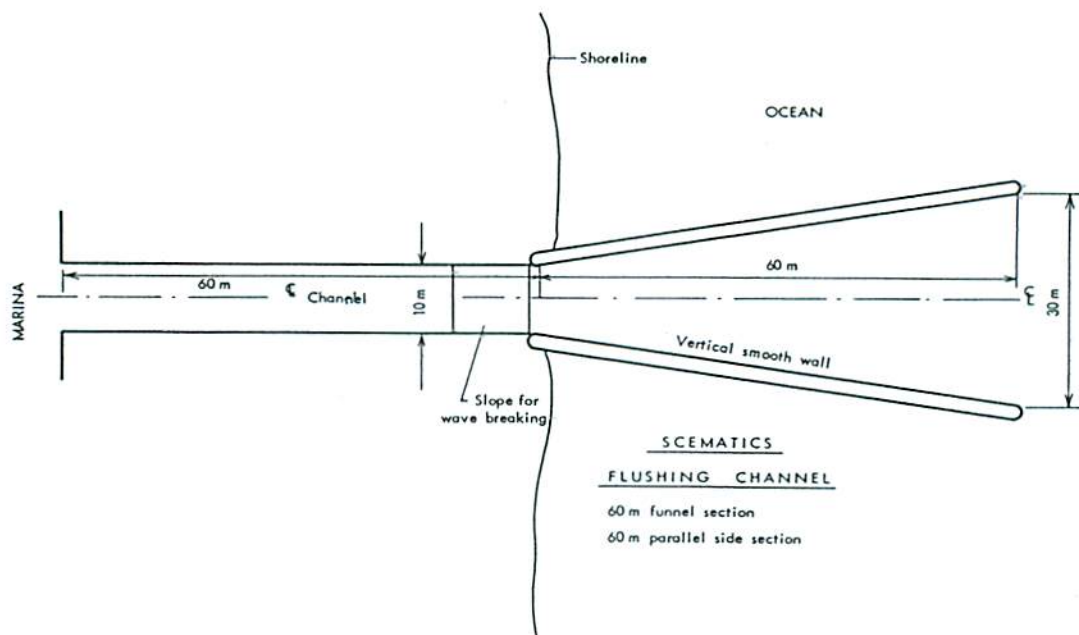 Shoreline
OCEAN
60 m
60 m
℄ Channel
10 m
℄
30 m
MARINA
Vertical smooth wall
Slope for
wave breaking
SCEMATICS
FLUSHING CHANNEL
60 m funnel section
60 m parallel side section